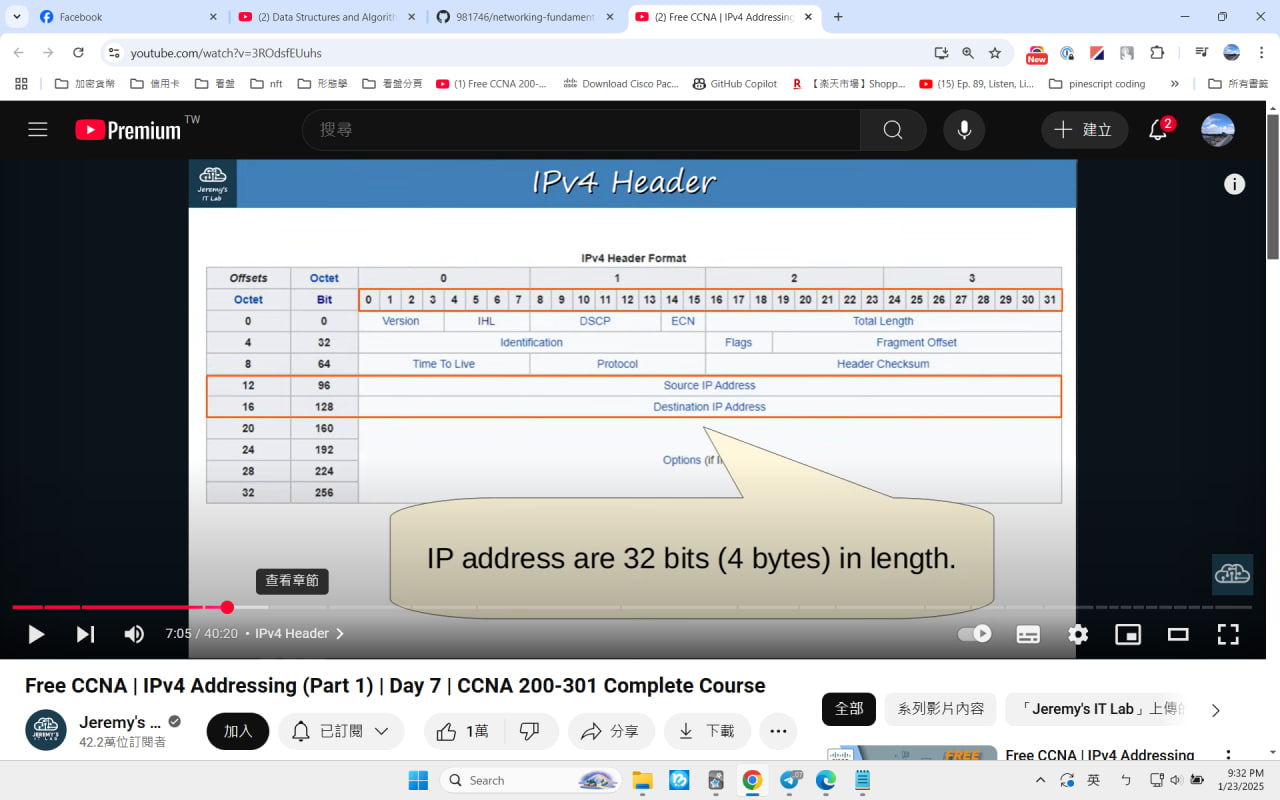 Facebook
(2) Data Structures and Algorith
981746/networking-fundament
(2) Free CCNA | IPv4 Addressing
youtube.com/watch?v=3ROdsfEUuhs
New
加密貨幣
信用卡
看盤
nft
形態學
看盤分頁
(1) Free CCNA 200-...
Download Cisco Pac...
GitHub Copilot
R
【楽天市場】Shopp...
(15) Ep. 89, Listen, Li...
pinescript coding
»
所有書籤
Premium TW
搜尋
建立
2
Jeremy's
IT Lab
IPv4 Header
IPv4 Header Format
Offsets Octet 0 1 2 3
Octet Bit 0 1 2 3 4 5 6 7 8 9 10 11 12 13 14 15 16 17 18 19 20 21 22 23 24 25 26 27 28 29 30 31
0 0 Version IHL DSCP ECN Total Length
4 32 Identification Flags Fragment Offset
8 64 Time To Live Protocol Header Checksum
12 96 Source IP Address
16 128 Destination IP Address
20 160
24 192 Options (if I
28 224
32 256
IP address are 32 bits (4 bytes) in length.
查看章節
7:05 / 40:20 • IPv4 Header
Free CCNA | IPv4 Addressing (Part 1) | Day 7 | CCNA 200-301 Complete Course
Jeremy's ...
42.2萬位訂閱者
加入
已訂閱
1萬
分享
下載
全部
系列影片內容
「Jeremy's IT Lab」上傳的
FREE
Free CCNA | IPv4 Addressing
Search
07
英
ㄅ
9:32 PM
1/23/2025